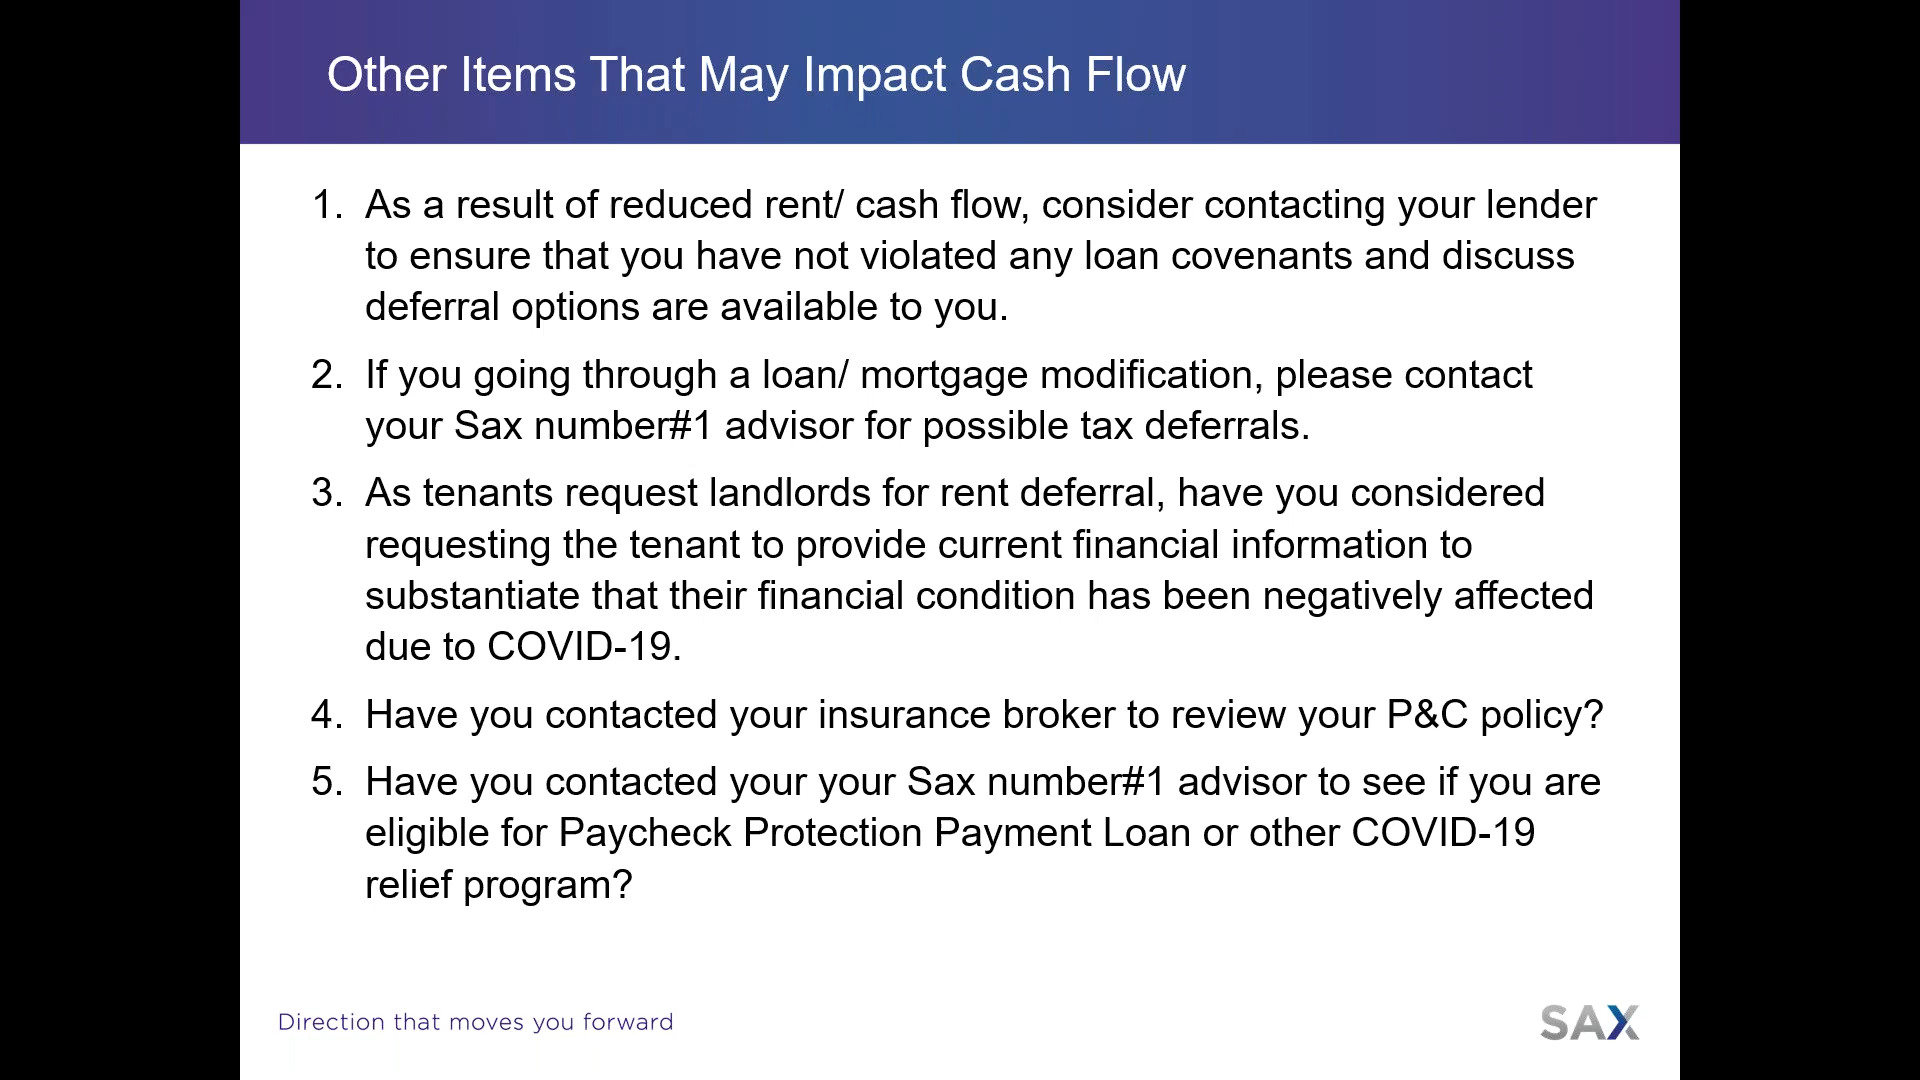 Other Items That May Impact Cash Flow
1. As a result of reduced rent/ cash flow, consider contacting your lender
to ensure that you have not violated any loan covenants and discuss
deferral options are available to you.
2. If you going through a loan/ mortgage modification, please contact
your Sax number#1 advisor for possible tax deferrals.
3. As tenants request landlords for rent deferral, have you considered
requesting the tenant to provide current financial information to
substantiate that their financial condition has been negatively affected
due to COVID-19.
4. Have you contacted your insurance broker to review your P&C policy?
5. Have you contacted your your Sax number#1 advisor to see if you are
eligible for Paycheck Protection Payment Loan or other COVID-19
relief program?
Direction that moves you forward
SAX